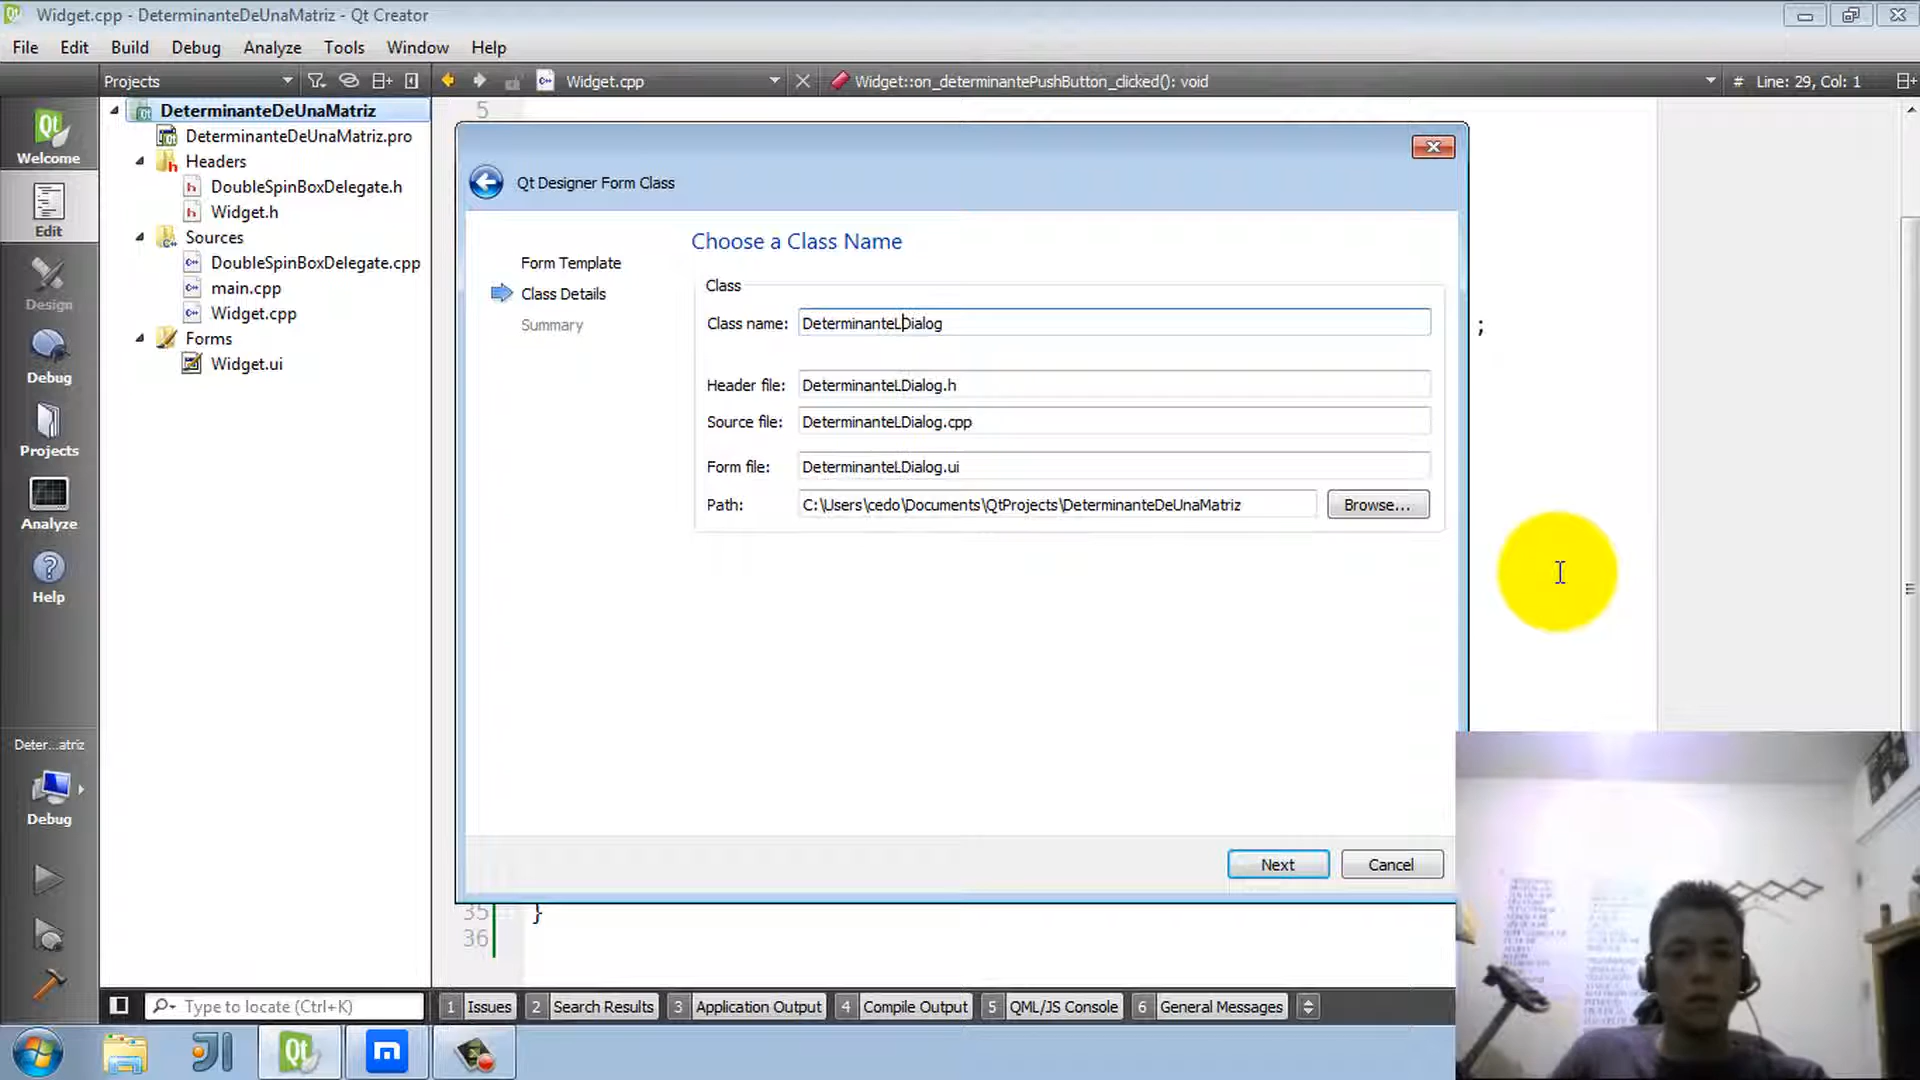 Widget.cpp - DeterminanteDeUnaMatriz - Qt Creator
File Edit Build Debug Analyze Tools Window Help
Projects Widget.cpp Widget::on_determinantePushButton_clicked(): void # Line: 29, Col: 1
Welcome
Edit
Design
Debug
Projects
Analyze
Help
Deter...atriz
Debug
DeterminanteDeUnaMatriz
DeterminanteDeUnaMatriz.pro
Headers
DoubleSpinBoxDelegate.h
Widget.h
Sources
DoubleSpinBoxDelegate.cpp
main.cpp
Widget.cpp
Forms
Widget.ui
5
Qt Designer Form Class
Form Template
Class Details
Summary
Choose a Class Name
Class
Class name: DeterminanteLDialog
Header file: DeterminanteLDialog.h
Source file: DeterminanteLDialog.cpp
Form file: DeterminanteLDialog.ui
Path: C:\Users\cedo\Documents\QtProjects\DeterminanteDeUnaMatriz Browse...
;
Next Cancel
35 }
36
Type to locate (Ctrl+K) 1 Issues 2 Search Results 3 Application Output 4 Compile Output 5 QML/JS Console 6 General Messages